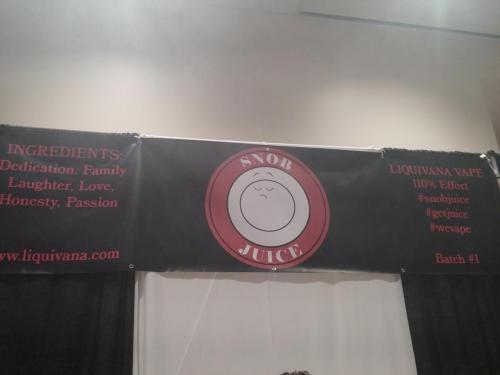 INGREDIENTS:
Dedication, Family
Laughter, Love,
Honesty, Passion
www.liquivana.com
SNOB
JUICE
LIQUIVANA VAPE
110% Effort
#snobjuice
#getjuice
#wevape
Batch #1